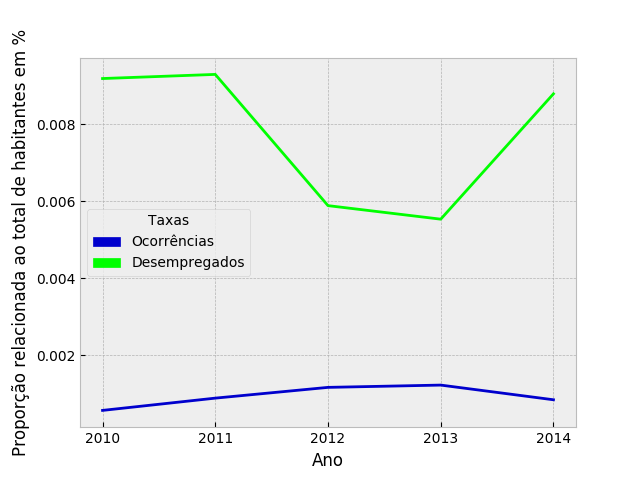 Proporção relacionada ao total de habitantes em %
0.008
0.006
0.004
0.002
Taxas
Ocorrências
Desempregados
2010 2011 2012 2013 2014
Ano